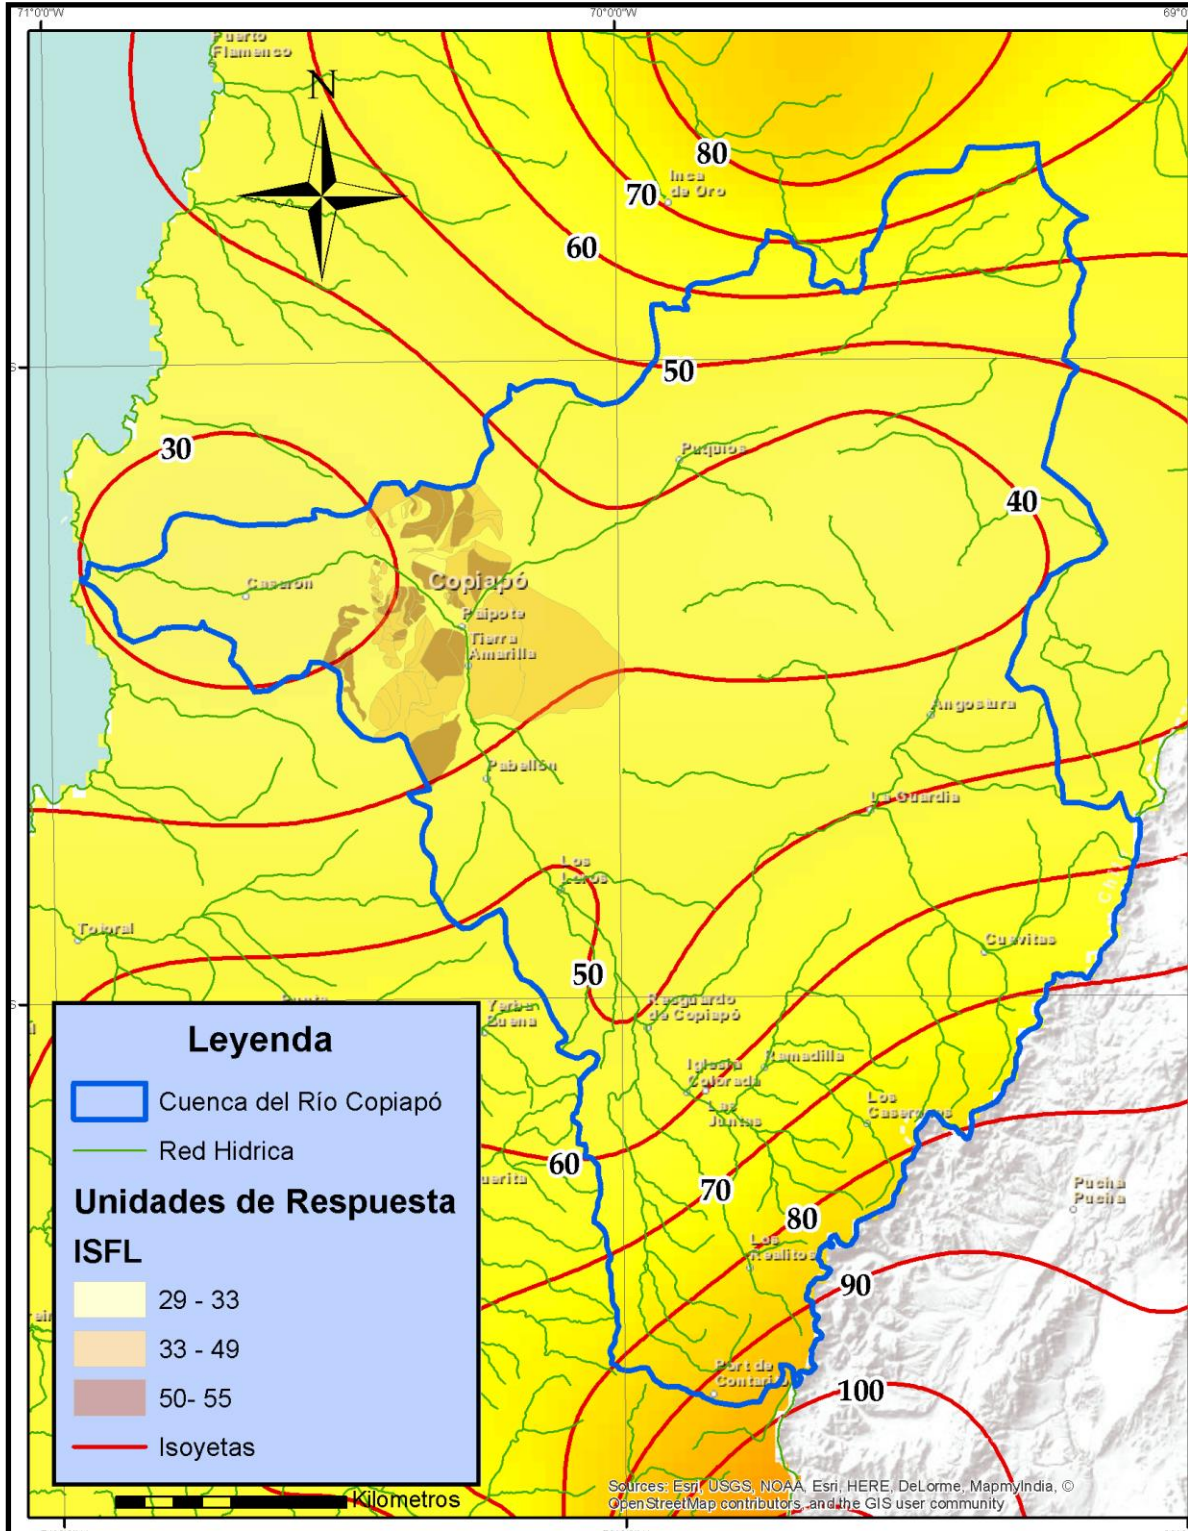 71°0'0"W
70°0'0"W
Puerto
Flamenco
N
80
Inca
de Oro
70
60
50
30
Puquios
40
Copiapó
Paipote
Tierra
Amarilla
Angostura
Pabellón
La Guardia
Los
Loros
Totoral
Cuevitas
50
Yerba
Buena
Resguardo
de Copiapó
Iglesia
Colorada
Ramadilla
Las
Juntas
Los
60
70
80
Pucha
Pucha
Los
Realitos
90
100
Leyenda
Cuenca del Río Copiapó
Red Hidrica
Unidades de Respuesta
ISFL
29 - 33
33 - 49
50- 55
Isoyetas
Kilometros
Sources: Esri, USGS, NOAA, Esri, HERE, DeLorme, MapmyIndia, ©
OpenStreetMap contributors, and the GIS user community